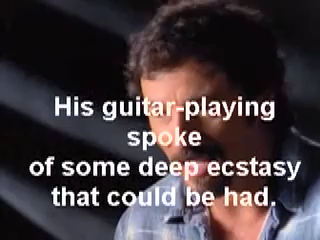 His guitar-playing
spoke
of some deep ecstasy
that could be had.